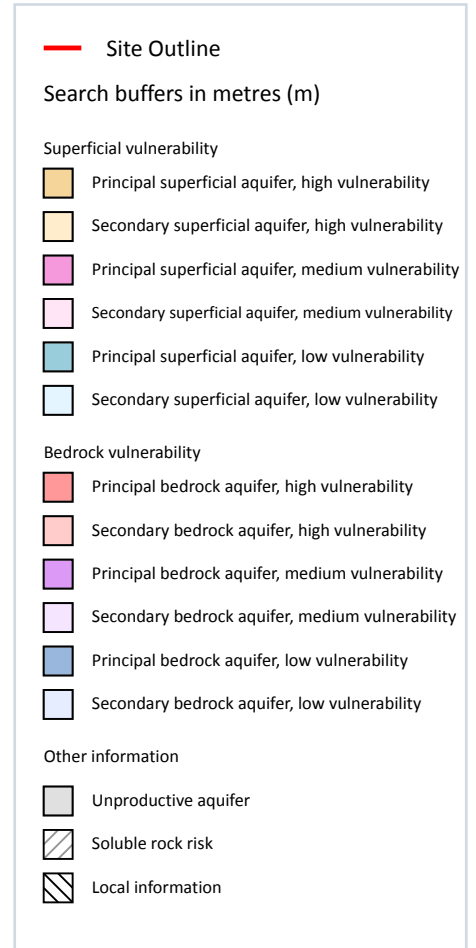 Site Outline
Search buffers in metres (m)
Superficial vulnerability
Principal superficial aquifer, high vulnerability
Secondary superficial aquifer, high vulnerability
Principal superficial aquifer, medium vulnerability
Secondary superficial aquifer, medium vulnerability
Principal superficial aquifer, low vulnerability
Secondary superficial aquifer, low vulnerability
Bedrock vulnerability
Principal bedrock aquifer, high vulnerability
Secondary bedrock aquifer, high vulnerability
Principal bedrock aquifer, medium vulnerability
Secondary bedrock aquifer, medium vulnerability
Principal bedrock aquifer, low vulnerability
Secondary bedrock aquifer, low vulnerability
Other information
Unproductive aquifer
Soluble rock risk
Local information